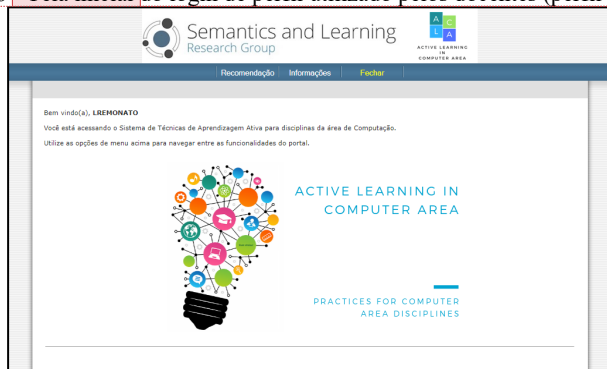 Semantics and Learning
Research Group
A C
L A
ACTIVE LEARNING
IN
COMPUTER AREA
Recomendação Informações Fechar
Bem vindo(a), LREMONATO
Você está acessando o Sistema de Técnicas de Aprendizagem Ativa para disciplinas da área de Computação.
Utilize as opções de menu acima para navegar entre as funcionalidades do portal.
ACTIVE LEARNING IN
COMPUTER AREA
PRACTICES FOR COMPUTER
AREA DISCIPLINES